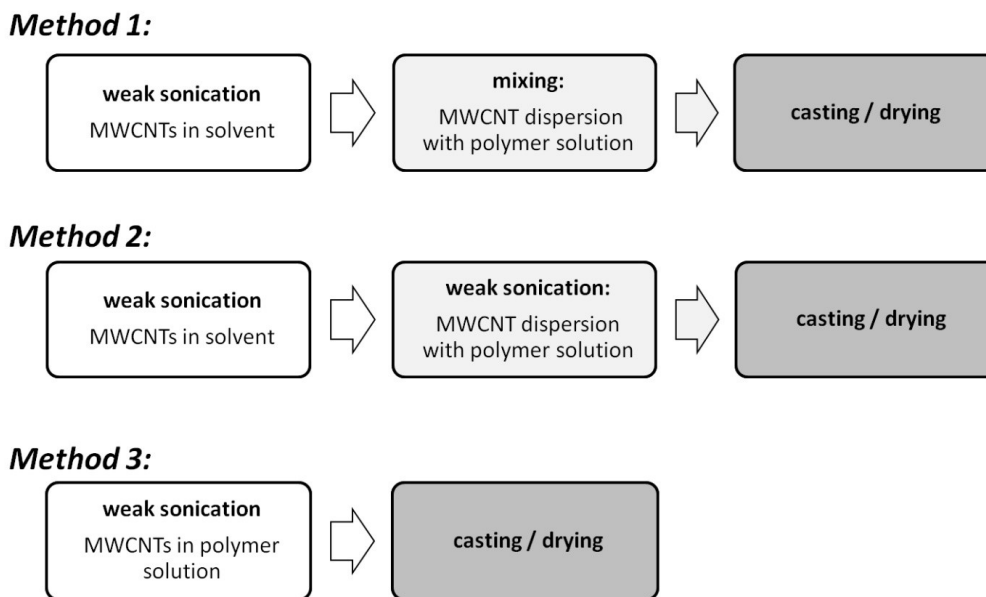 Method 1:
weak sonication
MWCNTs in solvent
mixing:
MWCNT dispersion
with polymer solution
casting / drying
Method 2:
weak sonication
MWCNTs in solvent
weak sonication:
MWCNT dispersion
with polymer solution
casting / drying
Method 3:
weak sonication
MWCNTs in polymer
solution
casting / drying